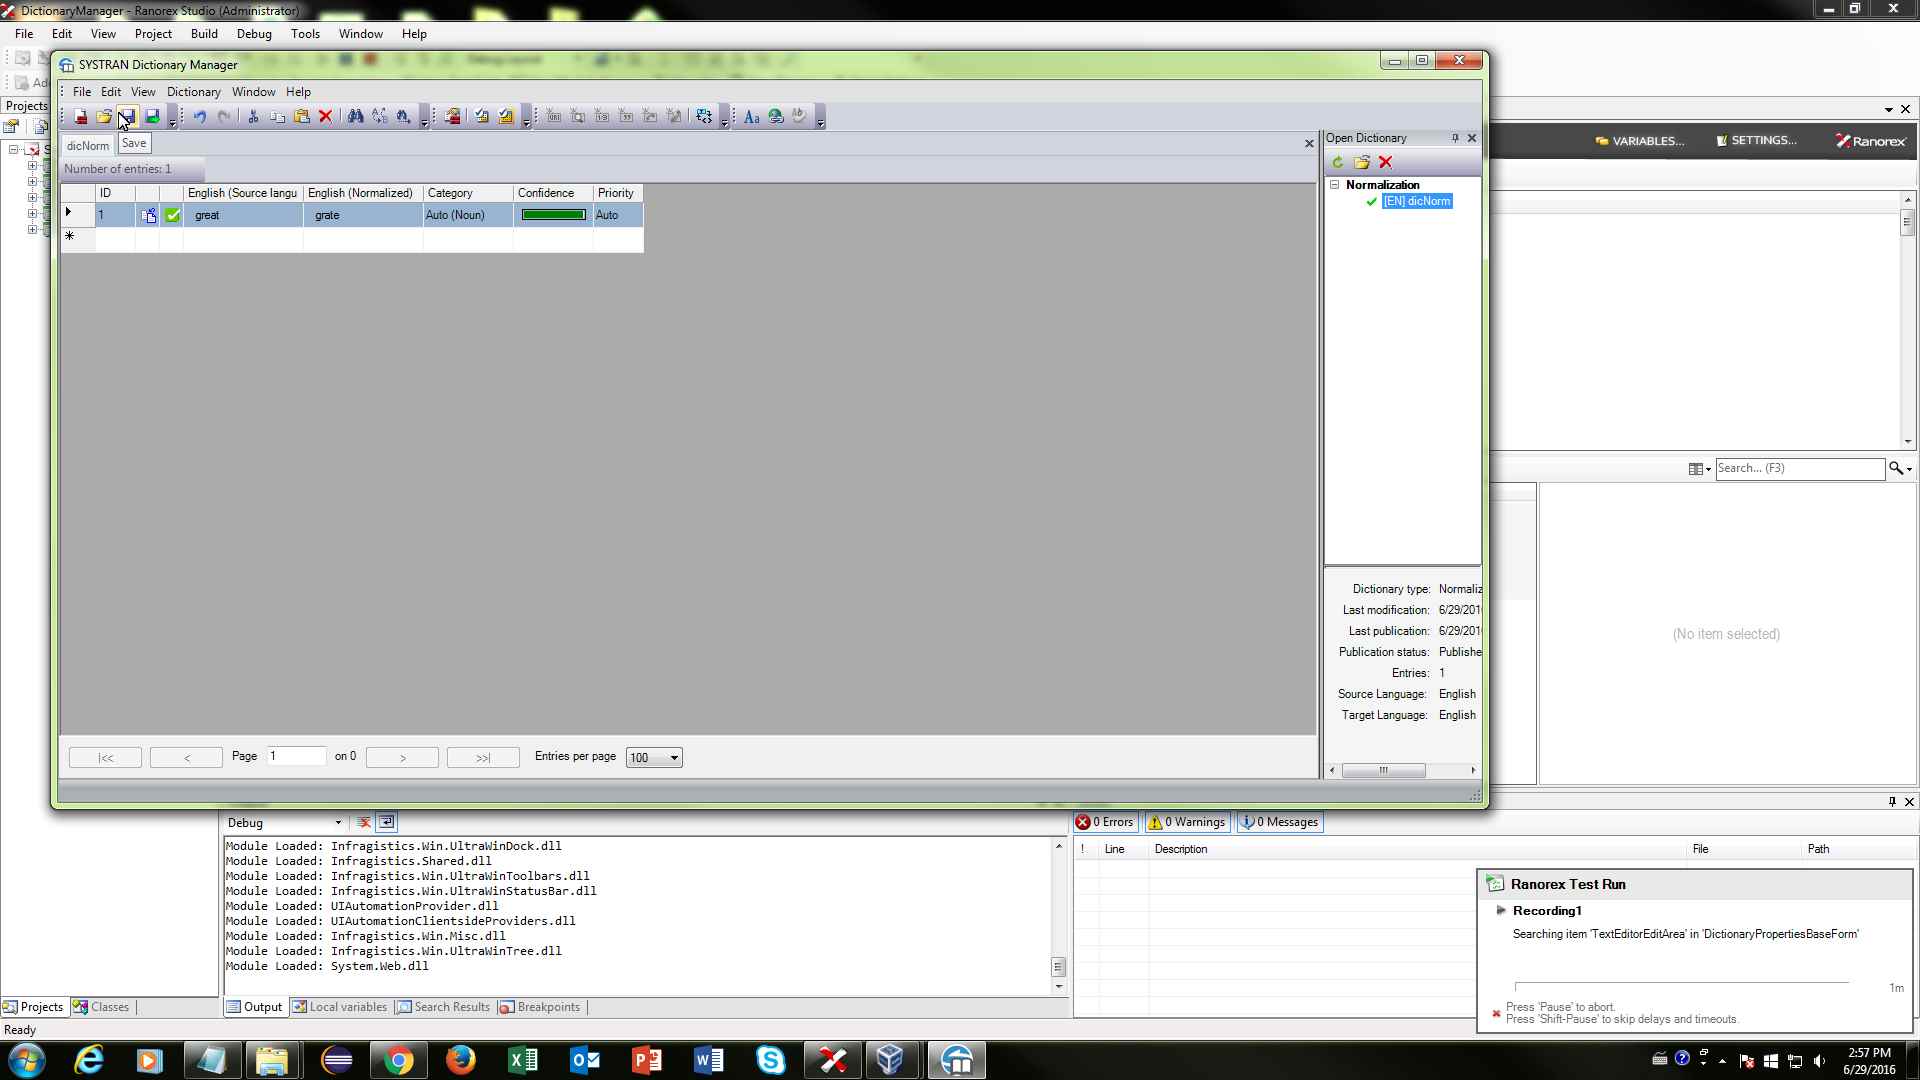 DictionaryManager - Ranorex Studio (Administrator)
File Edit View Project Build Debug Tools Window Help
SYSTRAN Dictionary Manager
File Edit View Dictionary Window Help
Projects
dicNorm
Save
Number of entries: 1
ID English (Source langu English (Normalized) Category Confidence Priority
1 great grate Auto (Noun) Auto
Open Dictionary
Normalization
[EN] dicNorm
Dictionary type: Normaliz
Last modification: 6/29/201
Last publication: 6/29/201
Publication status: Publishe
Entries: 1
Source Language: English
Target Language: English
|<< < Page 1 on 0 > >>| Entries per page 100
VARIABLES... SETTINGS... Ranorex
Search... (F3)
(No item selected)
Debug
Module Loaded: Infragistics.Win.UltraWinDock.dll
Module Loaded: Infragistics.Shared.dll
Module Loaded: Infragistics.Win.UltraWinToolbars.dll
Module Loaded: Infragistics.Win.UltraWinStatusBar.dll
Module Loaded: UIAutomationProvider.dll
Module Loaded: UIAutomationClientsideProviders.dll
Module Loaded: Infragistics.Win.Misc.dll
Module Loaded: Infragistics.Win.UltraWinTree.dll
Module Loaded: System.Web.dll
0 Errors 0 Warnings 0 Messages
! Line Description File Path
Ranorex Test Run
Recording1
Searching item 'TextEditorEditArea' in 'DictionaryPropertiesBaseForm'
1m
Press 'Pause' to abort.
Press 'Shift-Pause' to skip delays and timeouts.
Projects Classes
Output Local variables Search Results Breakpoints
Ready
2:57 PM
6/29/2016